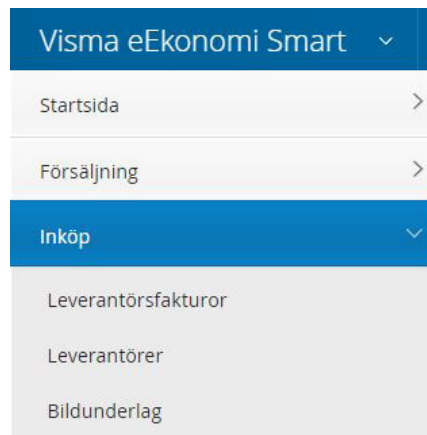 Visma eEkonomi Smart
Startsida
Försäljning
Inköp
Leverantörsfakturor
Leverantörer
Bildunderlag